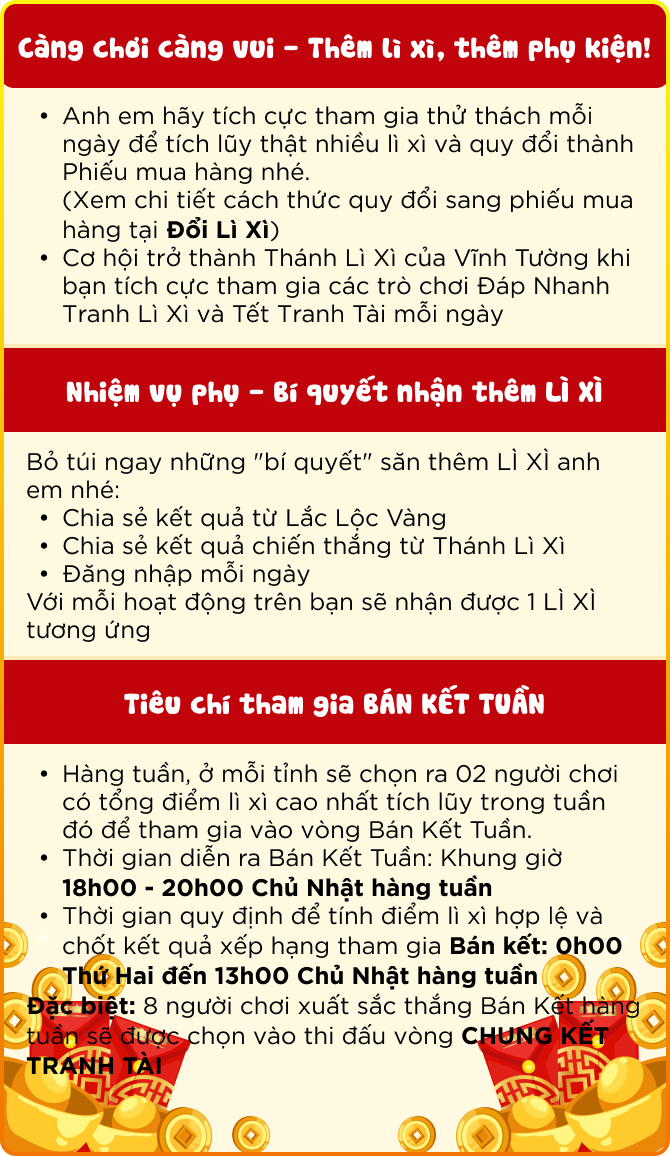 Càng chơi càng vui – Thêm lì xì, thêm phụ kiện!
• Anh em hãy tích cực tham gia thử thách mỗi
ngày để tích lũy thật nhiều lì xì và quy đổi thành
Phiếu mua hàng nhé.
(Xem chi tiết cách thức quy đổi sang phiếu mua
hàng tại Đổi Lì Xì)
• Cơ hội trở thành Thánh Lì Xì của Vĩnh Tường khi
bạn tích cực tham gia các trò chơi Đáp Nhanh
Tranh Lì Xì và Tết Tranh Tài mỗi ngày
Nhiệm vụ phụ – Bí quyết nhận thêm LÌ XÌ
Bỏ túi ngay những "bí quyết" săn thêm LÌ XÌ anh
em nhé:
• Chia sẻ kết quả từ Lắc Lộc Vàng
• Chia sẻ kết quả chiến thắng từ Thánh Lì Xì
• Đăng nhập mỗi ngày
Với mỗi hoạt động trên bạn sẽ nhận được 1 LÌ XÌ
tương ứng
Tiêu chí tham gia BÁN KẾT TUẦN
• Hàng tuần, ở mỗi tỉnh sẽ chọn ra 02 người chơi
có tổng điểm lì xì cao nhất tích lũy trong tuần
đó để tham gia vào vòng Bán Kết Tuần.
• Thời gian diễn ra Bán Kết Tuần: Khung giờ
18h00 - 20h00 Chủ Nhật hàng tuần
• Thời gian quy định để tính điểm lì xì hợp lệ và
chốt kết quả xếp hạng tham gia Bán kết: 0h00
Thứ Hai đến 13h00 Chủ Nhật hàng tuần
Đặc biệt: 8 người chơi xuất sắc thắng Bán Kết hàng
tuần sẽ được chọn vào thi đấu vòng CHUNG KẾT
TRANH TÀI